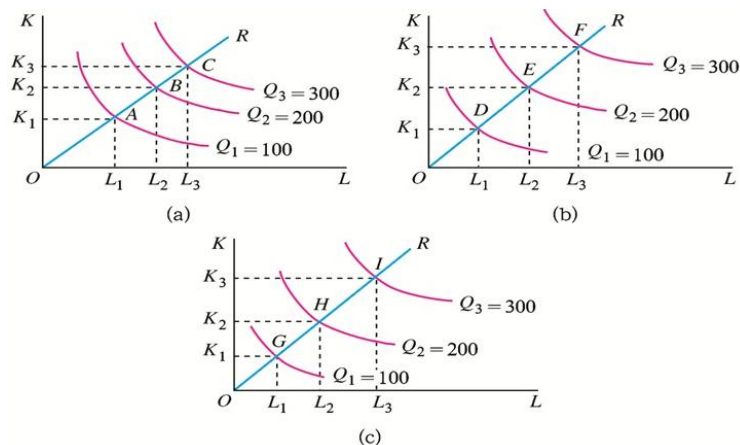 K
R
K₃
C
K₂
B
Q₃ = 300
K₁
A
Q₂ = 200
Q₁ = 100
O
L₁
L₂
L₃
L
(a)
K
F
R
K₃
E
Q₃ = 300
K₂
D
Q₂ = 200
K₁
Q₁ = 100
O
L₁
L₂
L₃
L
(b)
K
R
I
K₃
H
Q₃ = 300
K₂
G
Q₂ = 200
K₁
Q₁ = 100
O
L₁
L₂
L₃
L
(c)